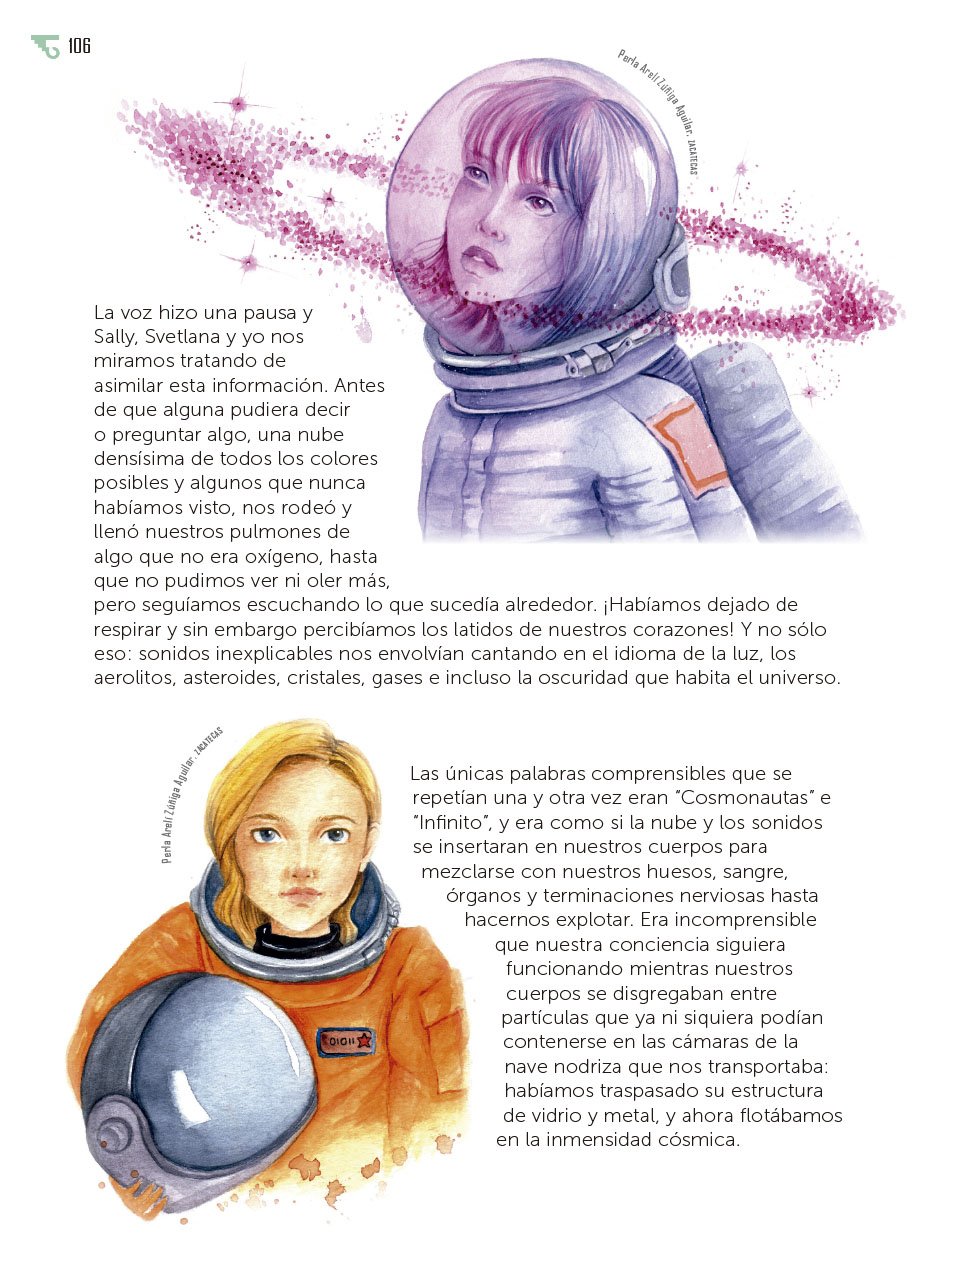 106
Perla Arelí Zúñiga Aguilar, ZACATECAS
La voz hizo una pausa y
Sally, Svetlana y yo nos
miramos tratando de
asimilar esta información. Antes
de que alguna pudiera decir
o preguntar algo, una nube
densísima de todos los colores
posibles y algunos que nunca
habíamos visto, nos rodeó y
llenó nuestros pulmones de
algo que no era oxígeno, hasta
que no pudimos ver ni oler más,
pero seguíamos escuchando lo que sucedía alrededor. ¡Habíamos dejado de
respirar y sin embargo percibíamos los latidos de nuestros corazones! Y no sólo
eso: sonidos inexplicables nos envolvían cantando en el idioma de la luz, los
aerolitos, asteroides, cristales, gases e incluso la oscuridad que habita el universo.
Perla Arelí Zúñiga Aguilar, ZACATECAS
Las únicas palabras comprensibles que se
repetían una y otra vez eran “Cosmonautas” e
“Infinito”, y era como si la nube y los sonidos
se insertaran en nuestros cuerpos para
mezclarse con nuestros huesos, sangre,
órganos y terminaciones nerviosas hasta
hacernos explotar. Era incomprensible
que nuestra conciencia siguiera
funcionando mientras nuestros
cuerpos se disgregaban entre
partículas que ya ni siquiera podían
contenerse en las cámaras de la
nave nodriza que nos transportaba:
habíamos traspasado su estructura
de vidrio y metal, y ahora flotábamos
en la inmensidad cósmica.
01011